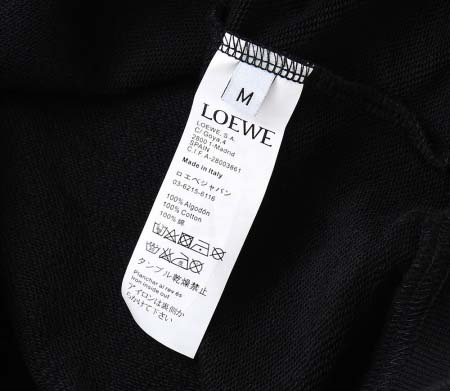 M
LOEWE
LOEWE, S.A.
C/ Goya,4
28001-Madrid
SPAIN
C.I.F A-28003861
Made in Italy
ロエベジャパン
03-6215-6116
100% Algodón
100% Cotton
100% 綿
タンブル乾燥禁止
Planchar al revés
Iron inside out
アイロンは裏側か
らかけて下さい